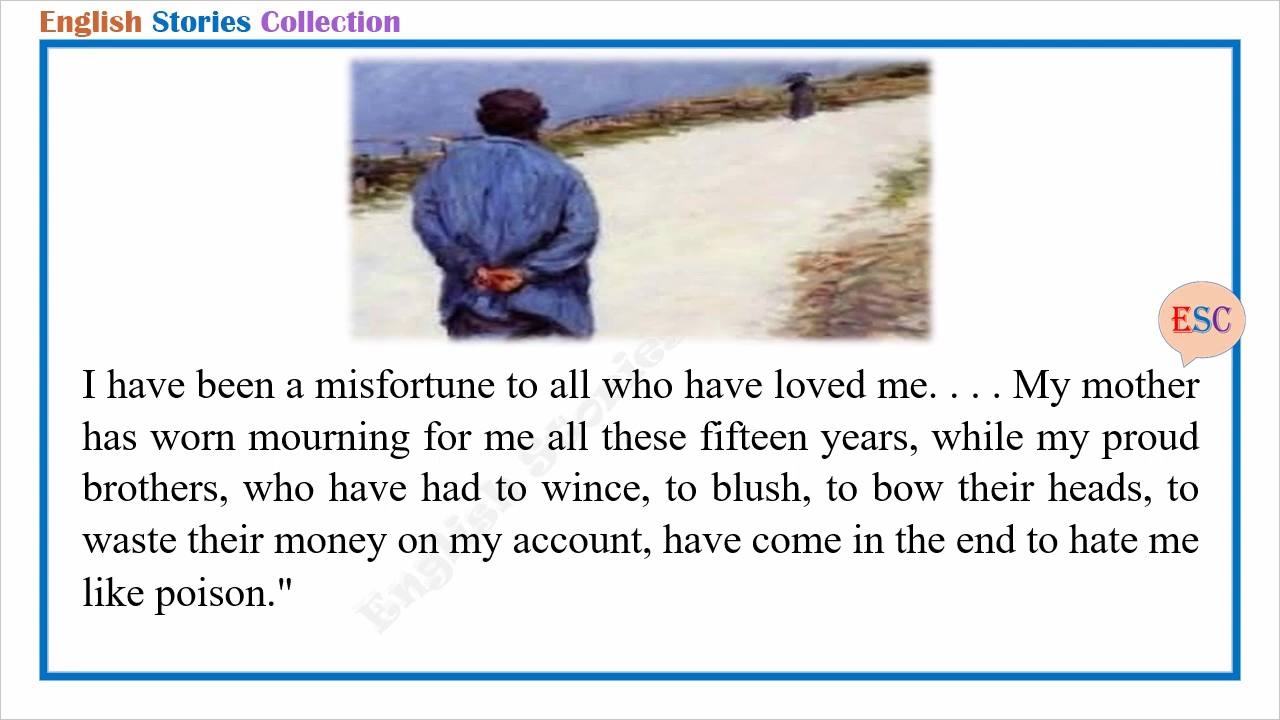 English Stories Collection
ESC
I have been a misfortune to all who have loved me. . . . My mother
has worn mourning for me all these fifteen years, while my proud
brothers, who have had to wince, to blush, to bow their heads, to
waste their money on my account, have come in the end to hate me
like poison."
English Stories